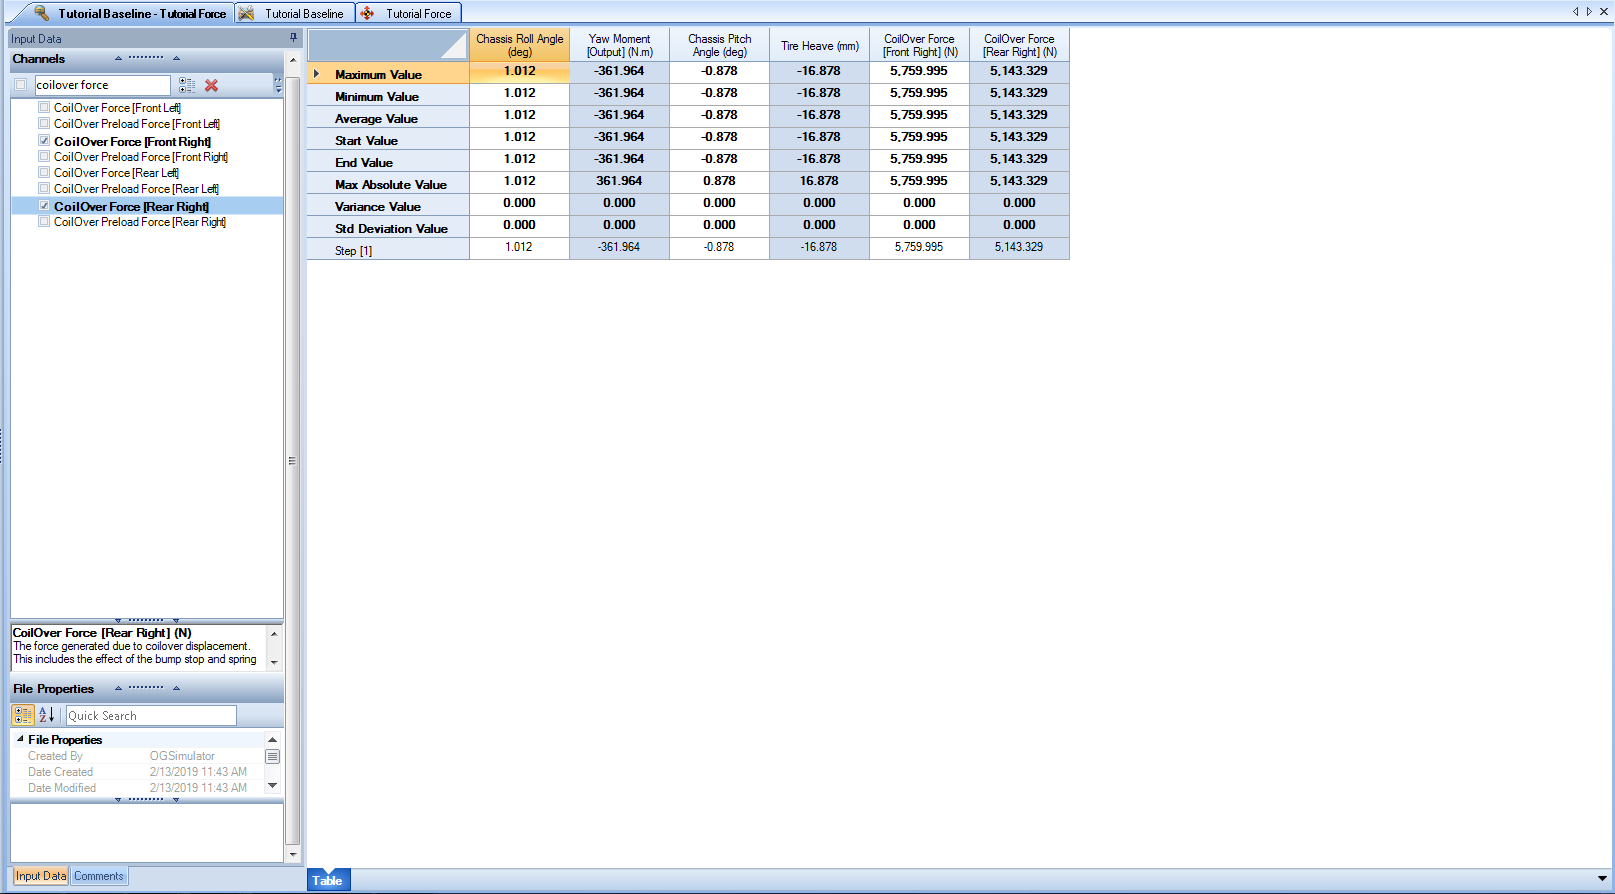 Tutorial Baseline - Tutorial Force Tutorial Baseline Tutorial Force
Input Data
Channels
coilover force
CoilOver Force [Front Left]
CoilOver Preload Force [Front Left]
CoilOver Force [Front Right]
CoilOver Preload Force [Front Right]
CoilOver Force [Rear Left]
CoilOver Preload Force [Rear Left]
CoilOver Force [Rear Right]
CoilOver Preload Force [Rear Right]
CoilOver Force [Rear Right] (N)
The force generated due to coilover displacement.
This includes the effect of the bump stop and spring
File Properties
Quick Search
File Properties
Created By OGSimulator
Date Created 2/13/2019 11:43 AM
Date Modified 2/13/2019 11:43 AM
Input Data Comments
Chassis Roll Angle (deg) Yaw Moment [Output] (N.m) Chassis Pitch Angle (deg) Tire Heave (mm) CoilOver Force [Front Right] (N) CoilOver Force [Rear Right] (N)
Maximum Value 1.012 -361.964 -0.878 -16.878 5,759.995 5,143.329
Minimum Value 1.012 -361.964 -0.878 -16.878 5,759.995 5,143.329
Average Value 1.012 -361.964 -0.878 -16.878 5,759.995 5,143.329
Start Value 1.012 -361.964 -0.878 -16.878 5,759.995 5,143.329
End Value 1.012 -361.964 -0.878 -16.878 5,759.995 5,143.329
Max Absolute Value 1.012 361.964 0.878 16.878 5,759.995 5,143.329
Variance Value 0.000 0.000 0.000 0.000 0.000 0.000
Std Deviation Value 0.000 0.000 0.000 0.000 0.000 0.000
Step [1] 1.012 -361.964 -0.878 -16.878 5,759.995 5,143.329
Table